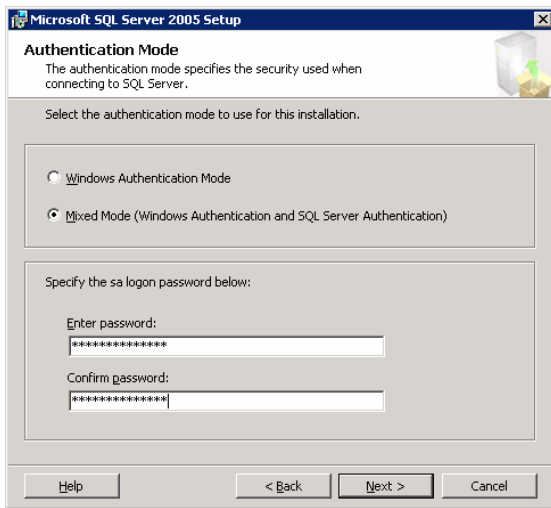 Microsoft SQL Server 2005 Setup
Authentication Mode
The authentication mode specifies the security used when
connecting to SQL Server.
Select the authentication mode to use for this installation.
Windows Authentication Mode
Mixed Mode (Windows Authentication and SQL Server Authentication)
Specify the sa logon password below:
Enter password:
**************
Confirm password:
**************
Help
< Back
Next >
Cancel